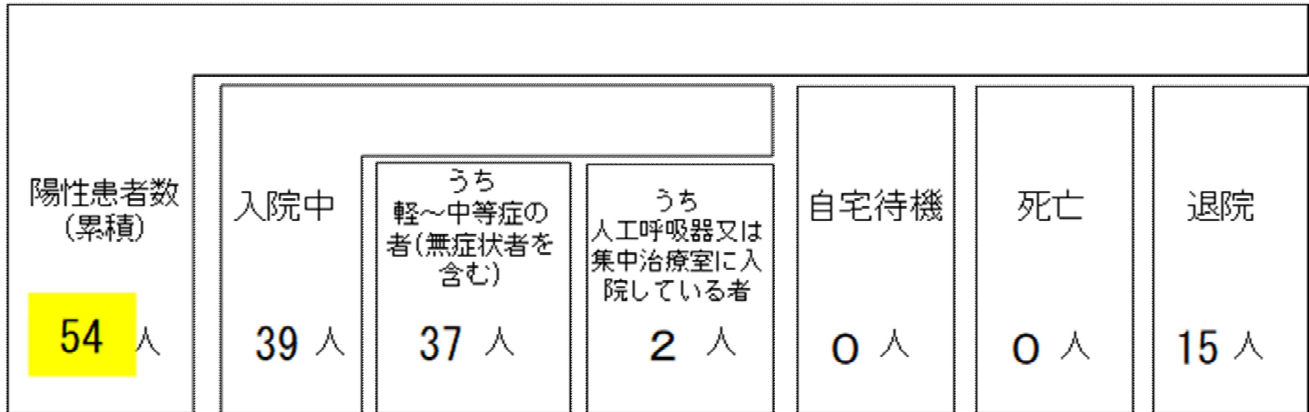 陽性患者数
(累積)
54 人
入院中
39 人
うち
軽～中等症の
者(無症状者を
含む)
37 人
うち
人工呼吸器又は
集中治療室に入
院している者
2 人
自宅待機
0 人
死亡
0 人
退院
15 人